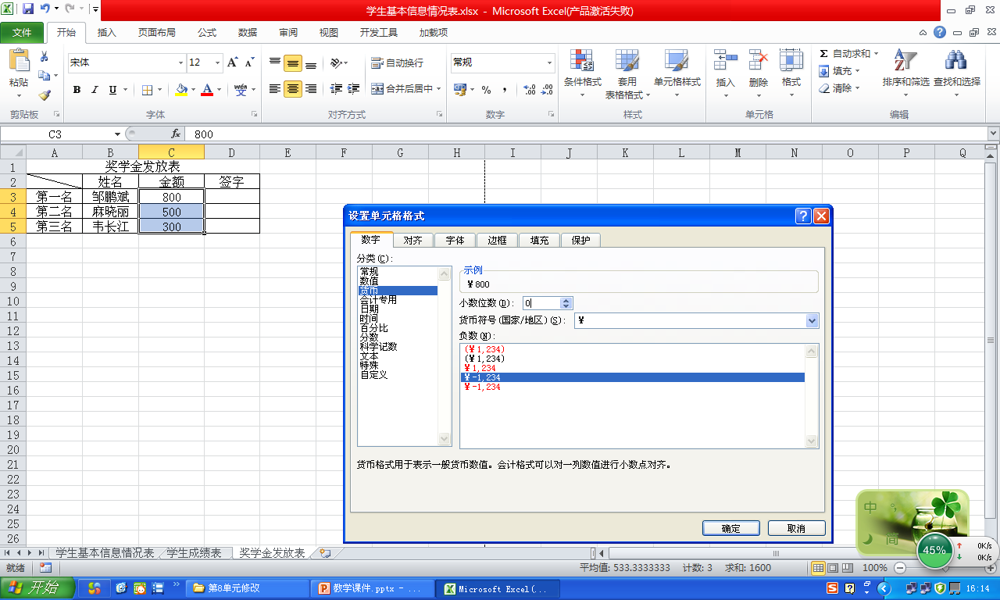 学生基本信息情况表.xlsx - Microsoft Excel(产品激活失败)
文件 开始 插入 页面布局 公式 数据 审阅 视图 开发工具 加载项
宋体 12 自动换行 常规 自动求和
粘贴 条件格式 套用 表格格式 单元格样式 插入 删除 格式 填充 排序和筛选 查找和选择
B I U 合并后居中 % 清除
剪贴板 字体 对齐方式 数字 样式 单元格 编辑
C3 fx 800
A B C D E F G H I J K L M N O P Q
1 奖学金发放表
2 姓名 金额 签字
3 第一名 邹鹏斌 800
4 第二名 麻晓丽 500
5 第三名 韦长江 300
6
7
8
9
10
11
12
13
14
15
16
17
18
19
20
21
22
23
24
25
26
设置单元格格式
数字 对齐 字体 边框 填充 保护
分类(C):
常规
数值
货币
会计专用
日期
时间
百分比
分数
科学记数
文本
特殊
自定义
示例
¥800
小数位数(D): 0
货币符号(国家/地区)(S): ¥
负数(N):
(¥1,234)
(¥1,234)
¥1,234
¥-1,234
¥-1,234
货币格式用于表示一般货币数值。会计格式可以对一列数值进行小数点对齐。
确定 取消
中 °,
简
45% 0K/s
0K/s
学生基本信息情况表 学生成绩表 奖学金发放表
就绪 平均值: 533.3333333 计数: 3 求和: 1600 100%
开始 第8单元修改 教学课件.pptx - ... Microsoft Excel(... 16:14